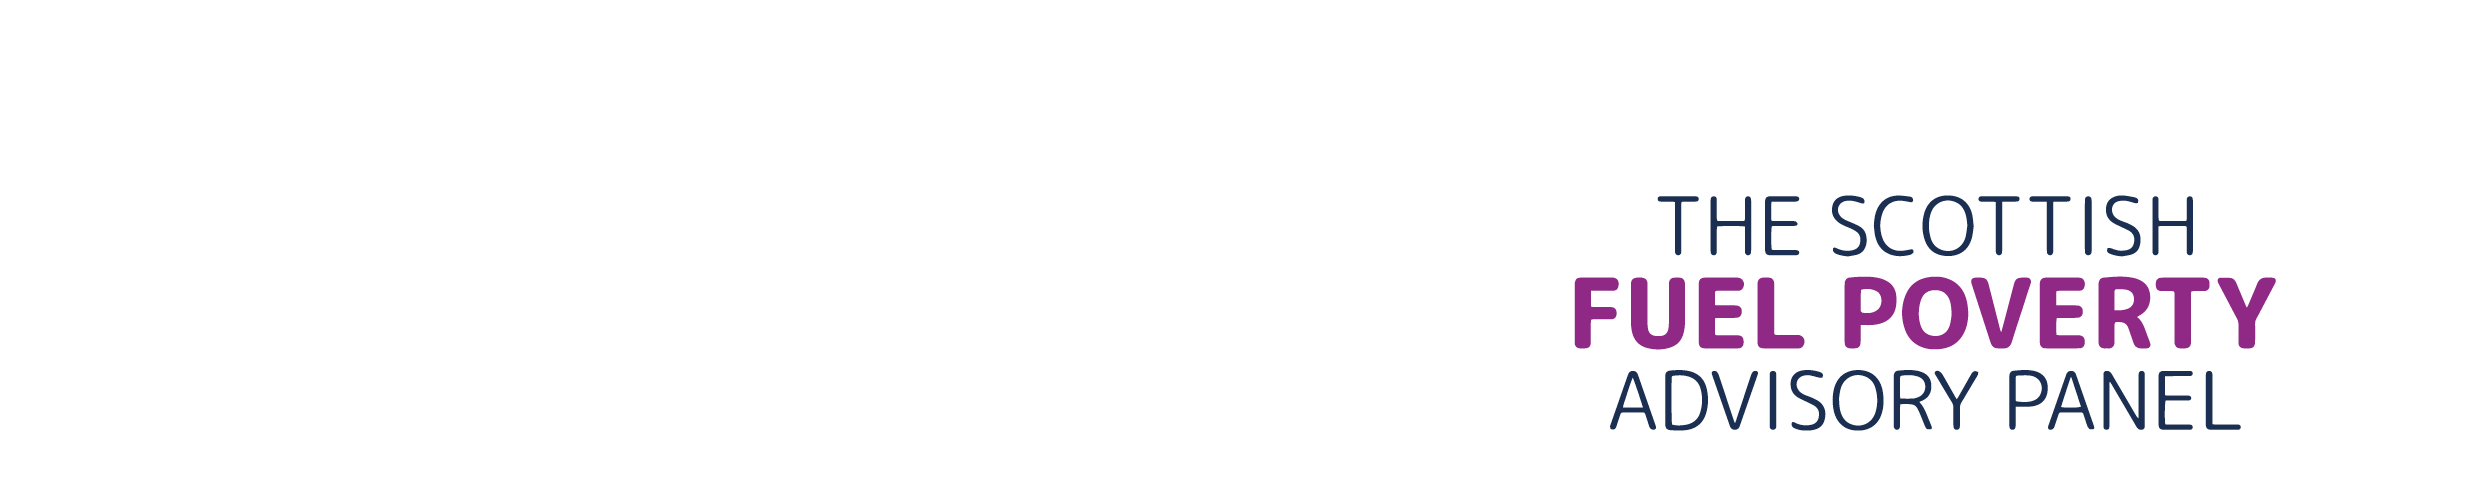 THE SCOTTISH
FUEL POVERTY
ADVISORY PANEL